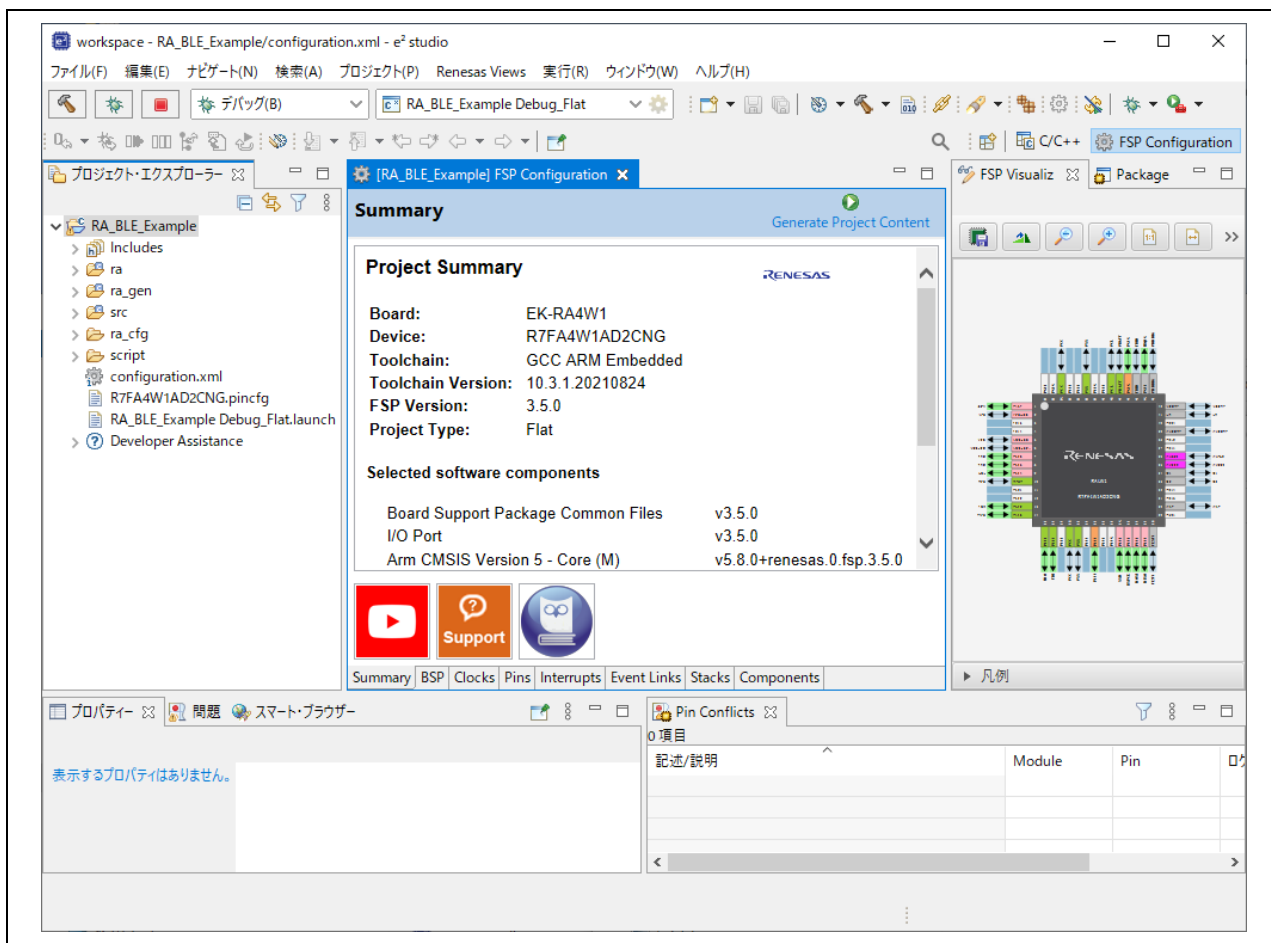 workspace - RA_BLE_Example/configuration.xml - e² studio
ファイル(F) 編集(E) ナビゲート(N) 検索(A) プロジェクト(P) Renesas Views 実行(R) ウィンドウ(W) ヘルプ(H)
デバッグ(B) RA_BLE_Example Debug_Flat
C/C++ FSP Configuration
プロジェクト・エクスプローラー
RA_BLE_Example
Includes
ra
ra_gen
src
ra_cfg
script
configuration.xml
R7FA4W1AD2CNG.pincfg
RA_BLE_Example Debug_Flat.launch
Developer Assistance
[RA_BLE_Example] FSP Configuration
Summary
Generate Project Content
Project Summary
RENESAS
Board: EK-RA4W1
Device: R7FA4W1AD2CNG
Toolchain: GCC ARM Embedded
Toolchain Version: 10.3.1.20210824
FSP Version: 3.5.0
Project Type: Flat
Selected software components
Board Support Package Common Files v3.5.0
I/O Port v3.5.0
Arm CMSIS Version 5 - Core (M) v5.8.0+renesas.0.fsp.3.5.0
Support
Summary BSP Clocks Pins Interrupts Event Links Stacks Components
FSP Visualiz Package
RENESAS
凡例
プロパティー 問題 スマート・ブラウザー
表示するプロパティはありません。
Pin Conflicts
0 項目
記述/説明 Module Pin